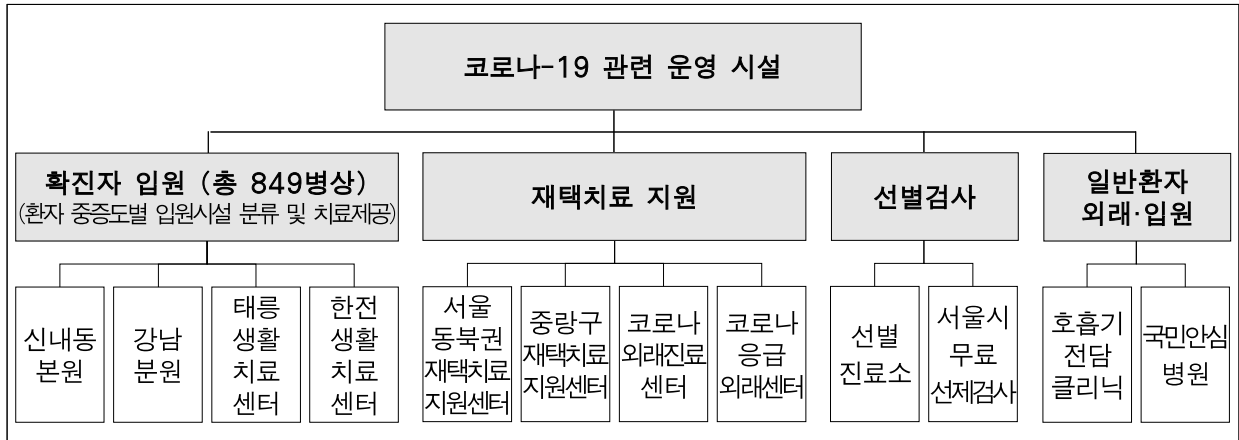 코로나-19 관련 운영 시설
확진자 입원 (총 849병상)
(환자 중증도별 입원시설 분류 및 치료제공)
재택치료 지원
선별검사
일반환자
외래·입원
신내동
본원
강남
분원
태릉
생활
치료
센터
한전
생활
치료
센터
서울
동북권
재택치료
지원센터
중랑구
재택치료
지원센터
코로나
외래진료
센터
코로나
응급
외래센터
선별
진료소
서울시
무료
선제검사
호흡기
전담
클리닉
국민안심
병원